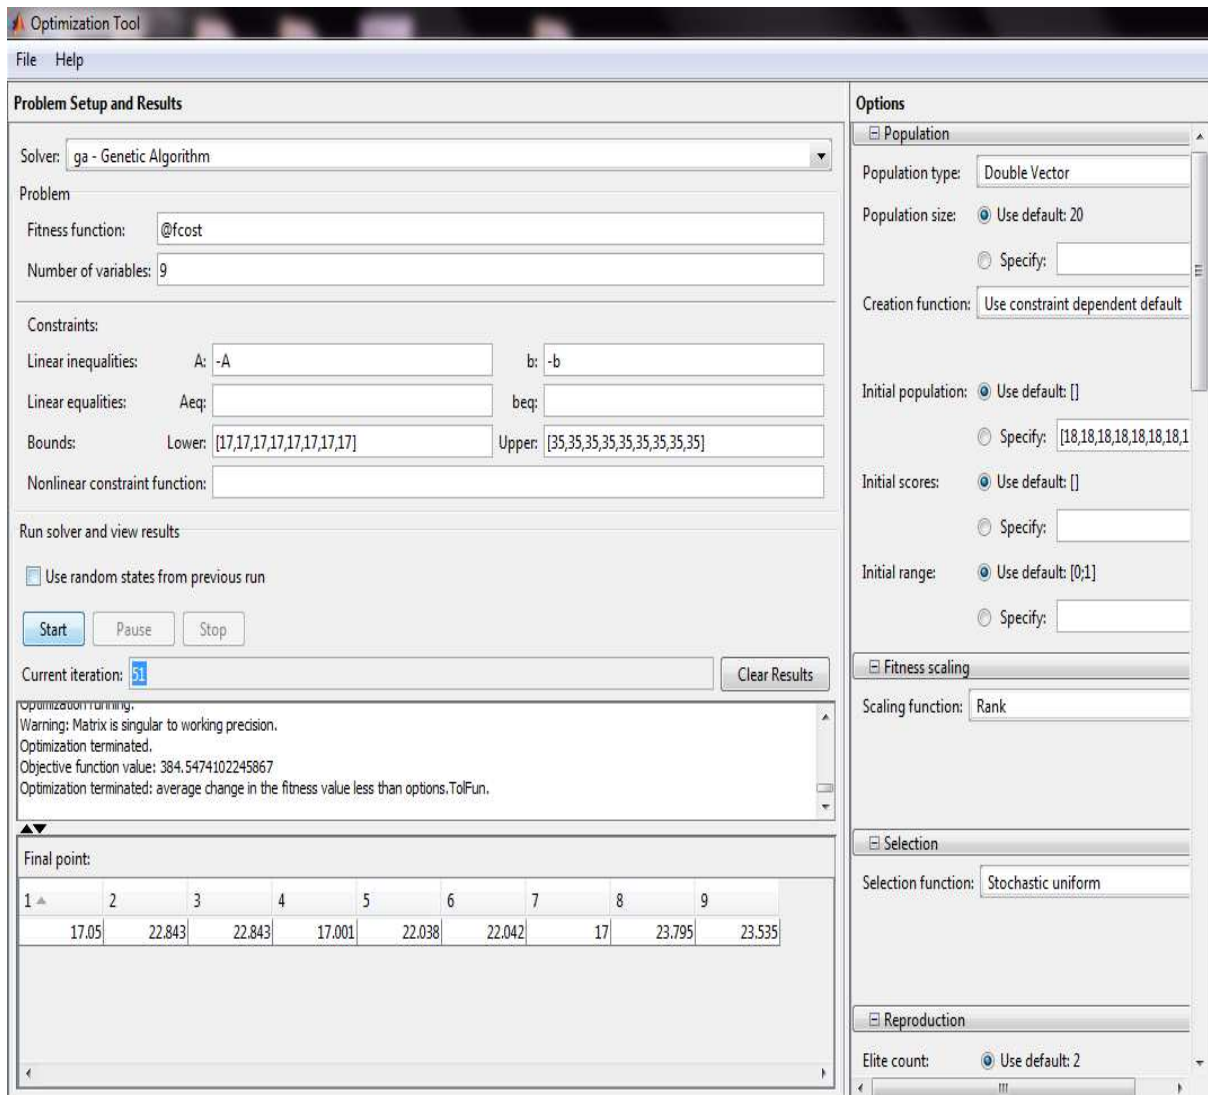 Optimization Tool
File Help
Problem Setup and Results
Solver: ga - Genetic Algorithm
Problem
Fitness function: @fcost
Number of variables: 9
Constraints:
Linear inequalities: A: -A b: -b
Linear equalities: Aeq: beq:
Bounds: Lower: [17,17,17,17,17,17,17,17] Upper: [35,35,35,35,35,35,35,35,35]
Nonlinear constraint function:
Run solver and view results
Use random states from previous run
Start Pause Stop
Current iteration: 51 Clear Results
Optimization running.
Warning: Matrix is singular to working precision.
Optimization terminated.
Objective function value: 384.5474102245867
Optimization terminated: average change in the fitness value less than options.TolFun.
Final point:
1 2 3 4 5 6 7 8 9
17.05 22.843 22.843 17.001 22.038 22.042 17 23.795 23.535
Options
Population
Population type: Double Vector
Population size: Use default: 20
Specify:
Creation function: Use constraint dependent default
Initial population: Use default: []
Specify: [18,18,18,18,18,18,18,1
Initial scores: Use default: []
Specify:
Initial range: Use default: [0;1]
Specify:
Fitness scaling
Scaling function: Rank
Selection
Selection function: Stochastic uniform
Reproduction
Elite count: Use default: 2